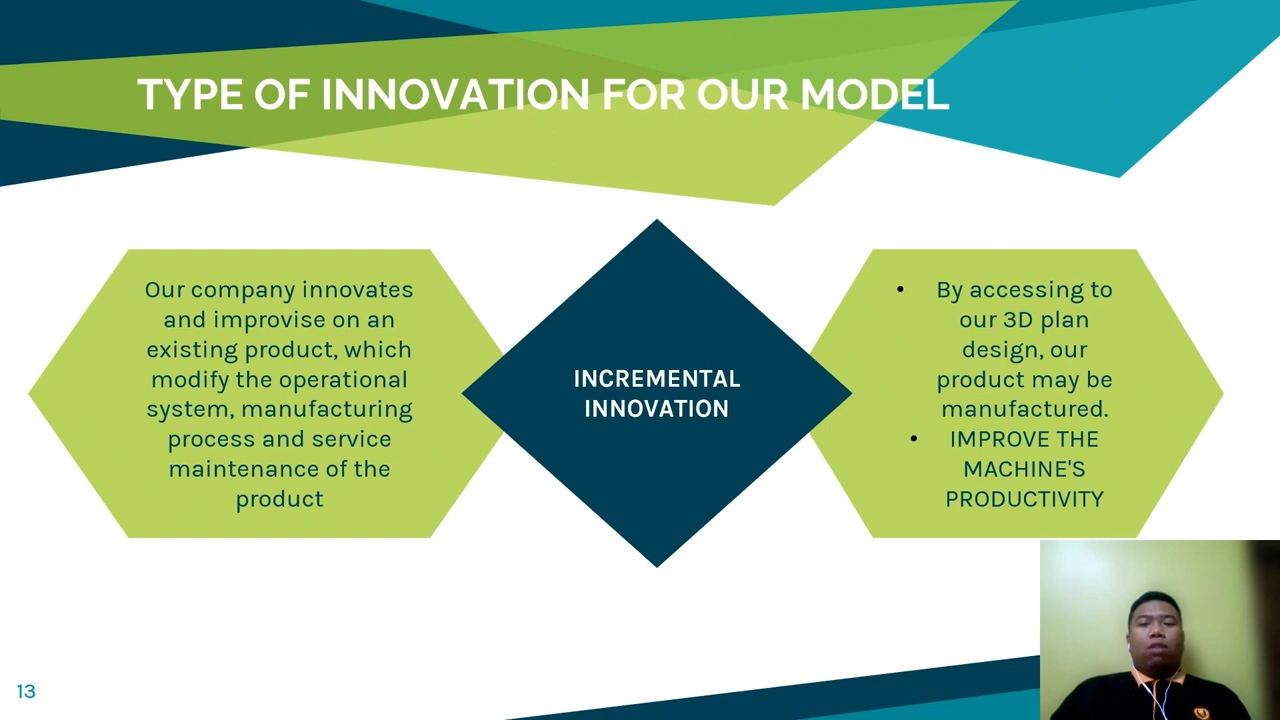 TYPE OF INNOVATION FOR OUR MODEL
Our company innovates
and improvise on an
existing product, which
modify the operational
system, manufacturing
process and service
maintenance of the
product
INCREMENTAL
INNOVATION
• By accessing to
our 3D plan
design, our
product may be
manufactured.
• IMPROVE THE
MACHINE'S
PRODUCTIVITY
13